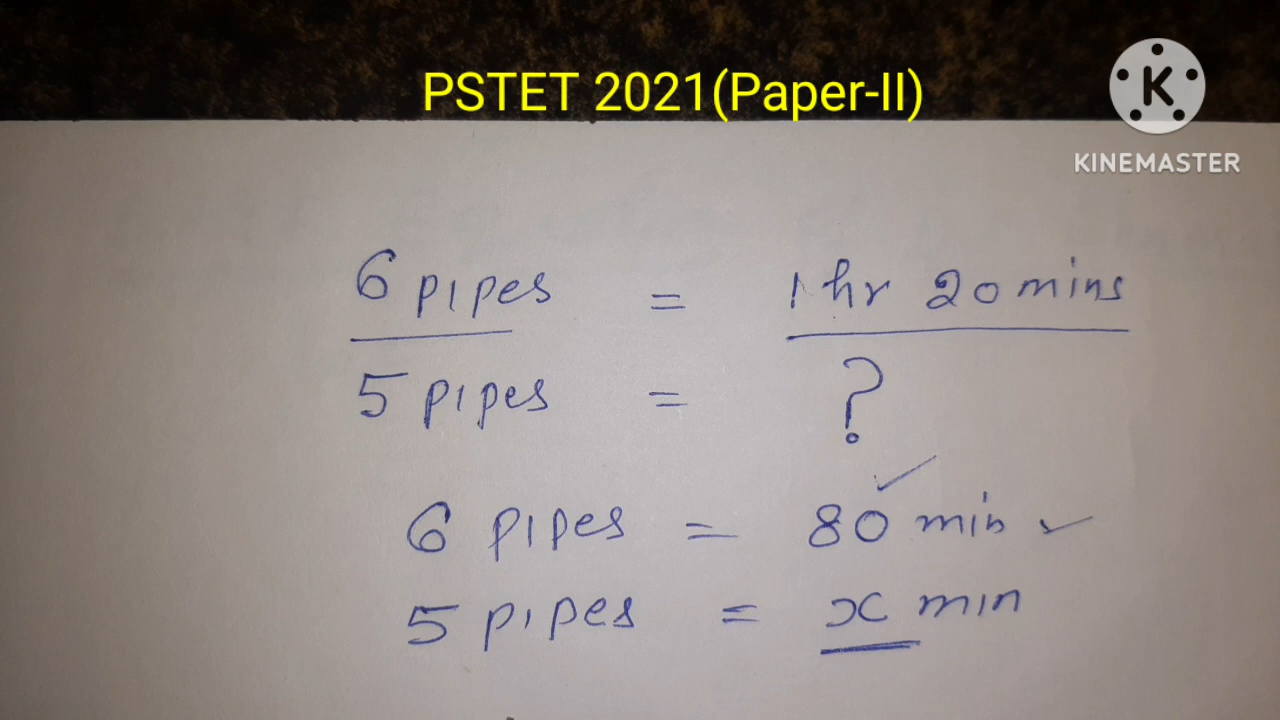 PSTET 2021(Paper-II)
K
KINEMASTER
6 pipes = 1 hr 20 mins
5 pipes = ?
6 pipes = 80 min
5 pipes = x min